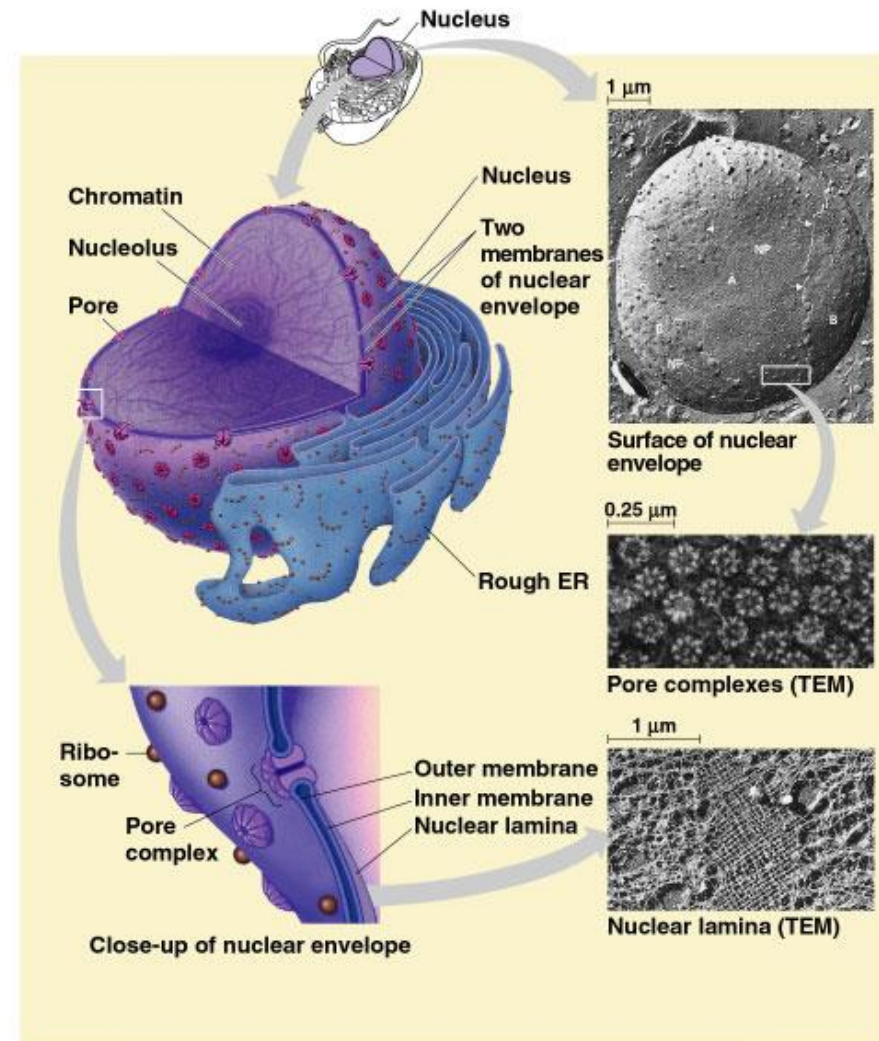 Nucleus
1 μm
Chromatin
Nucleolus
Pore
Nucleus
Two
membranes
of nuclear
envelope
NP
A
B
B
NP
Surface of nuclear
envelope
0.25 μm
Rough ER
Pore complexes (TEM)
1 μm
Ribo-
some
Pore
complex
Outer membrane
Inner membrane
Nuclear lamina
Close-up of nuclear envelope
Nuclear lamina (TEM)